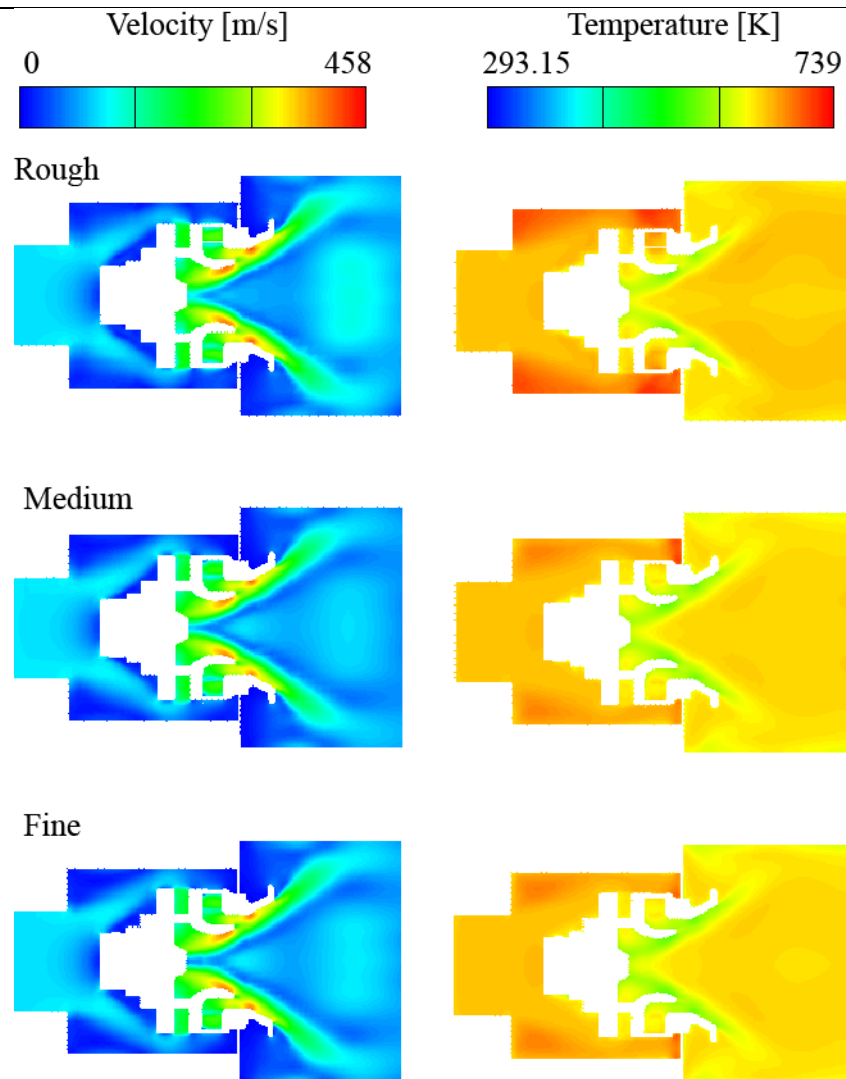 Velocity [m/s]
Temperature [K]
0 458
293.15 739
Rough
Medium
Fine